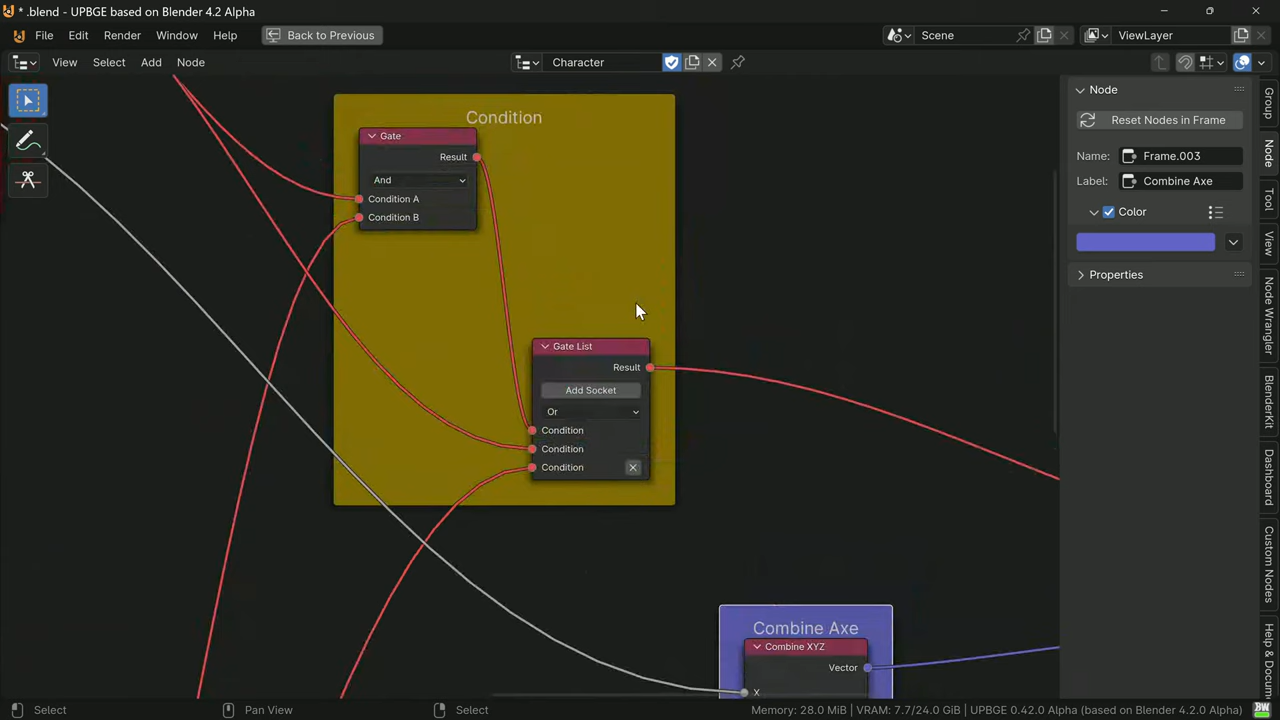 * .blend - UPBGE based on Blender 4.2 Alpha
File Edit Render Window Help Back to Previous Scene ViewLayer
View Select Add Node Character
Condition
Gate
Result
And
Condition A
Condition B
Gate List
Result
Add Socket
Or
Condition
Condition
Condition
Combine Axe
Combine XYZ
Vector
X
Node
Reset Nodes in Frame
Name: Frame.003
Label: Combine Axe
Color
Properties
Group
Node
Tool
View
Node Wrangler
BlenderKit
Dashboard
Custom Nodes
Help & Docum
Select Pan View Select Memory: 28.0 MiB | VRAM: 7.7/24.0 GiB | UPBGE 0.42.0 Alpha (based on Blender 4.2.0 Alpha)
BW